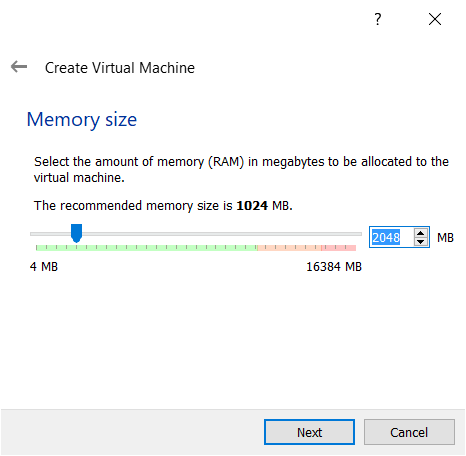 ?
Create Virtual Machine
Memory size
Select the amount of memory (RAM) in megabytes to be allocated to the
virtual machine.
The recommended memory size is 1024 MB.
2048 MB
4 MB 16384 MB
Next Cancel